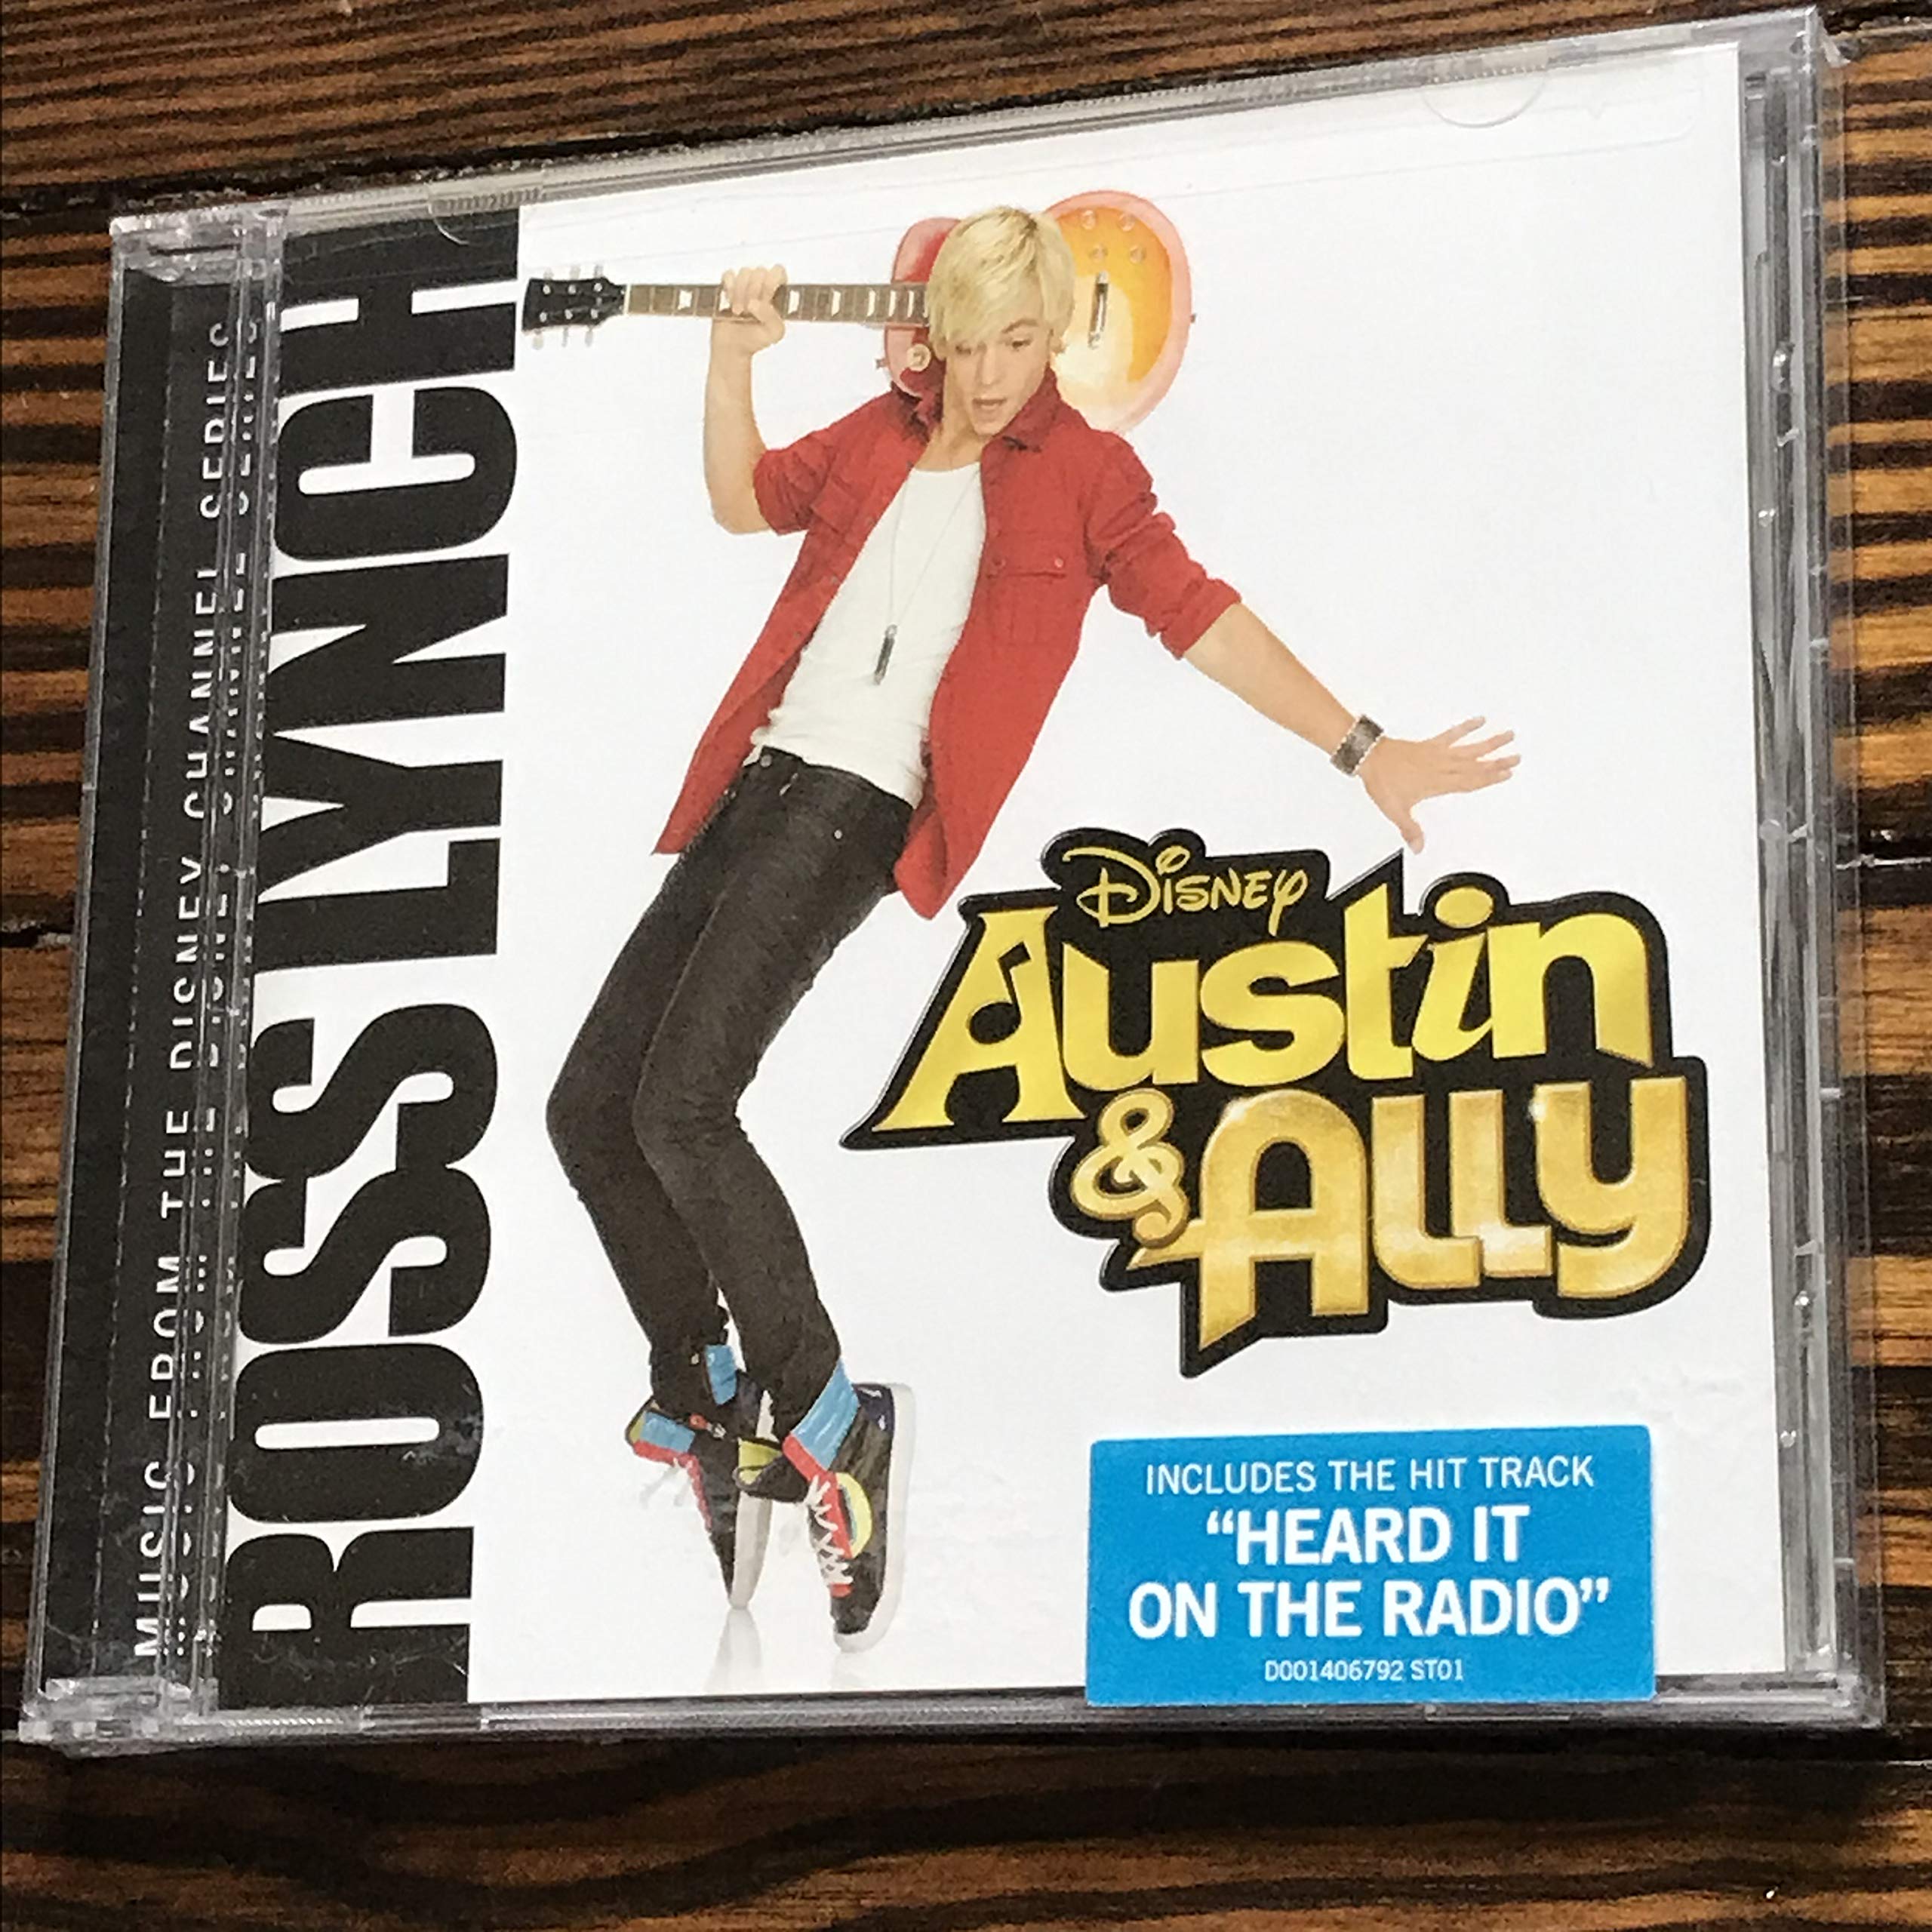 MUSIC FROM THE DISNEY CHANNEL SERIES
ROSS LYNCH
Disney
Austin
& Ally
INCLUDES THE HIT TRACK
“HEARD IT
ON THE RADIO”
D001406792 ST01